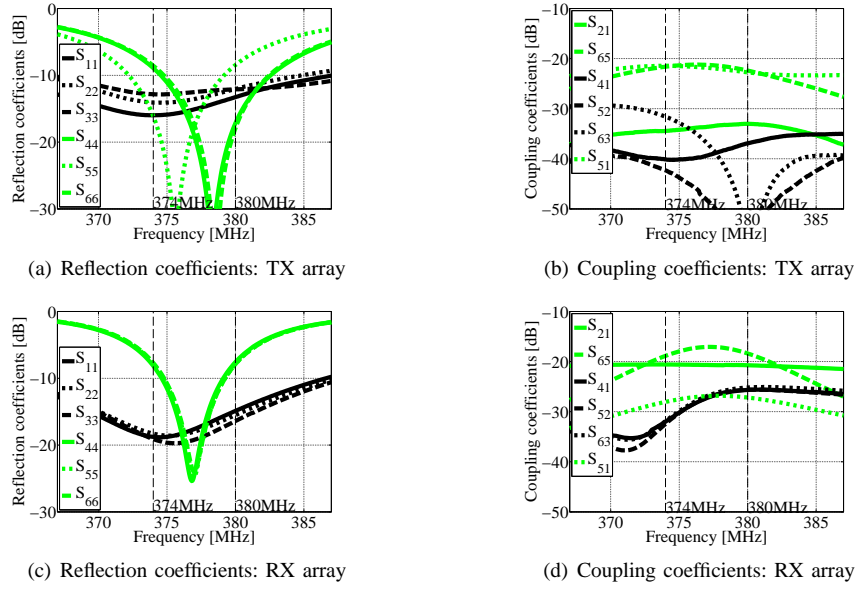 Reflection coefficients [dB]
0
−10
−20
−30
S11
S22
S33
S44
S55
S66
374MHz
380MHz
370
375
380
385
Frequency [MHz]
(a) Reflection coefficients: TX array
Coupling coefficients [dB]
−10
−20
−30
−40
−50
S21
S65
S41
S52
S63
S51
374MHz
380MHz
370
375
380
385
Frequency [MHz]
(b) Coupling coefficients: TX array
Reflection coefficients [dB]
0
−10
−20
−30
S11
S22
S33
S44
S55
S66
374MHz
380MHz
370
375
380
385
Frequency [MHz]
(c) Reflection coefficients: RX array
Coupling coefficients [dB]
−10
−20
−30
−40
−50
S21
S65
S41
S52
S63
S51
374MHz
380MHz
370
375
380
385
Frequency [MHz]
(d) Coupling coefficients: RX array